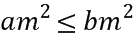 am² ≤ bm²